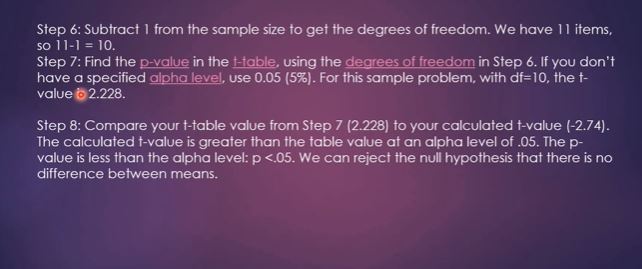 Step 6: Subtract 1 from the sample size to get the degrees of freedom. We have 11 items,
so 11-1 = 10.
Step 7: Find the p-value in the t-table, using the degrees of freedom in Step 6. If you don't
have a specified alpha level, use 0.05 (5%). For this sample problem, with df=10, the t-
value 2.228.
Step 8: Compare your t-table value from Step 7 (2.228) to your calculated t-value (-2.74).
The calculated t-value is greater than the table value at an alpha level of .05. The p-
value is less than the alpha level: p <.05. We can reject the null hypothesis that there is no
difference between means.